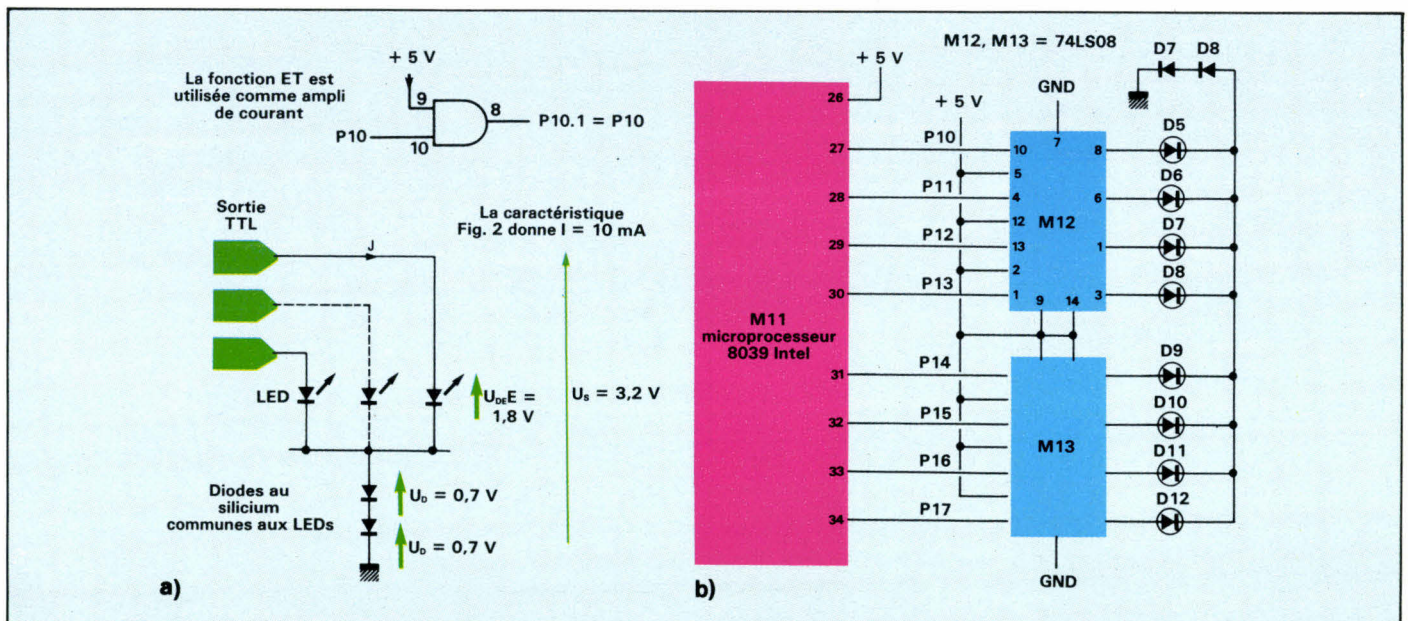 La fonction ET est
utilisée comme ampli
de courant
+ 5 V
9
8
P10
10
P10.1 = P10
Sortie
TTL
J
La caractéristique
Fig. 2 donne I = 10 mA
LED
UDEE =
1,8 V
Us = 3,2 V
Diodes au
silicium
communes aux LEDs
UD = 0,7 V
UD = 0,7 V
a)
M12, M13 = 74LS08
D7 D8
+ 5 V
26
GND
+ 5 V
7
27
P10
10
8
D5
5
28
P11
4
6
D6
12
M12
29
P12
13
1
D7
2
30
P13
1
3
D8
9
14
M11
microprocesseur
8039 Intel
31
P14
D9
32
P15
D10
M13
33
P16
D11
34
P17
D12
GND
b)